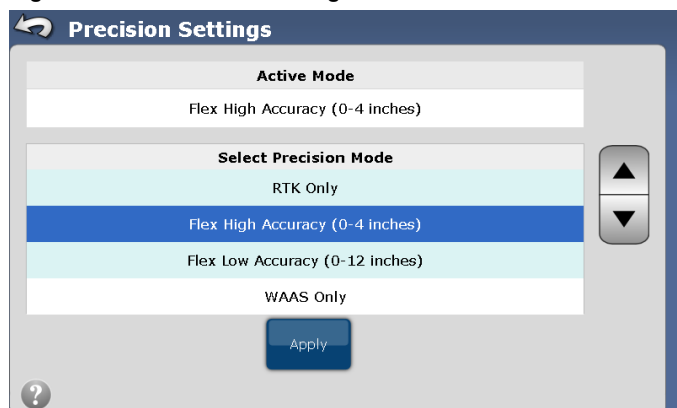 Precision Settings
Active Mode
Flex High Accuracy (0-4 inches)
Select Precision Mode
RTK Only
Flex High Accuracy (0-4 inches)
Flex Low Accuracy (0-12 inches)
WAAS Only
Apply
?